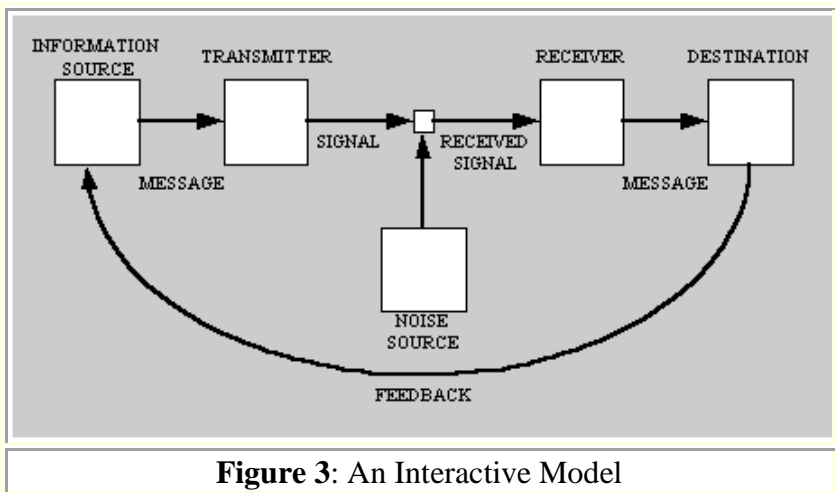 INFORMATION
SOURCE
TRANSMITTER
RECEIVER
DESTINATION
MESSAGE
SIGNAL
RECEIVED
SIGNAL
MESSAGE
NOISE
SOURCE
FEEDBACK
Figure 3: An Interactive Model